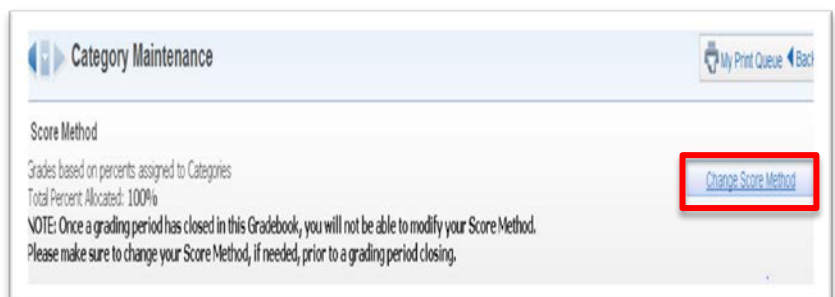 Category Maintenance
My Print Queue Back
Score Method
Grades based on percents assigned to Categories
Total Percent Allocated: 100%
Change Score Method
NOTE: Once a grading period has closed in this Gradebook, you will not be able to modify your Score Method.
Please make sure to change your Score Method, if needed, prior to a grading period closing.